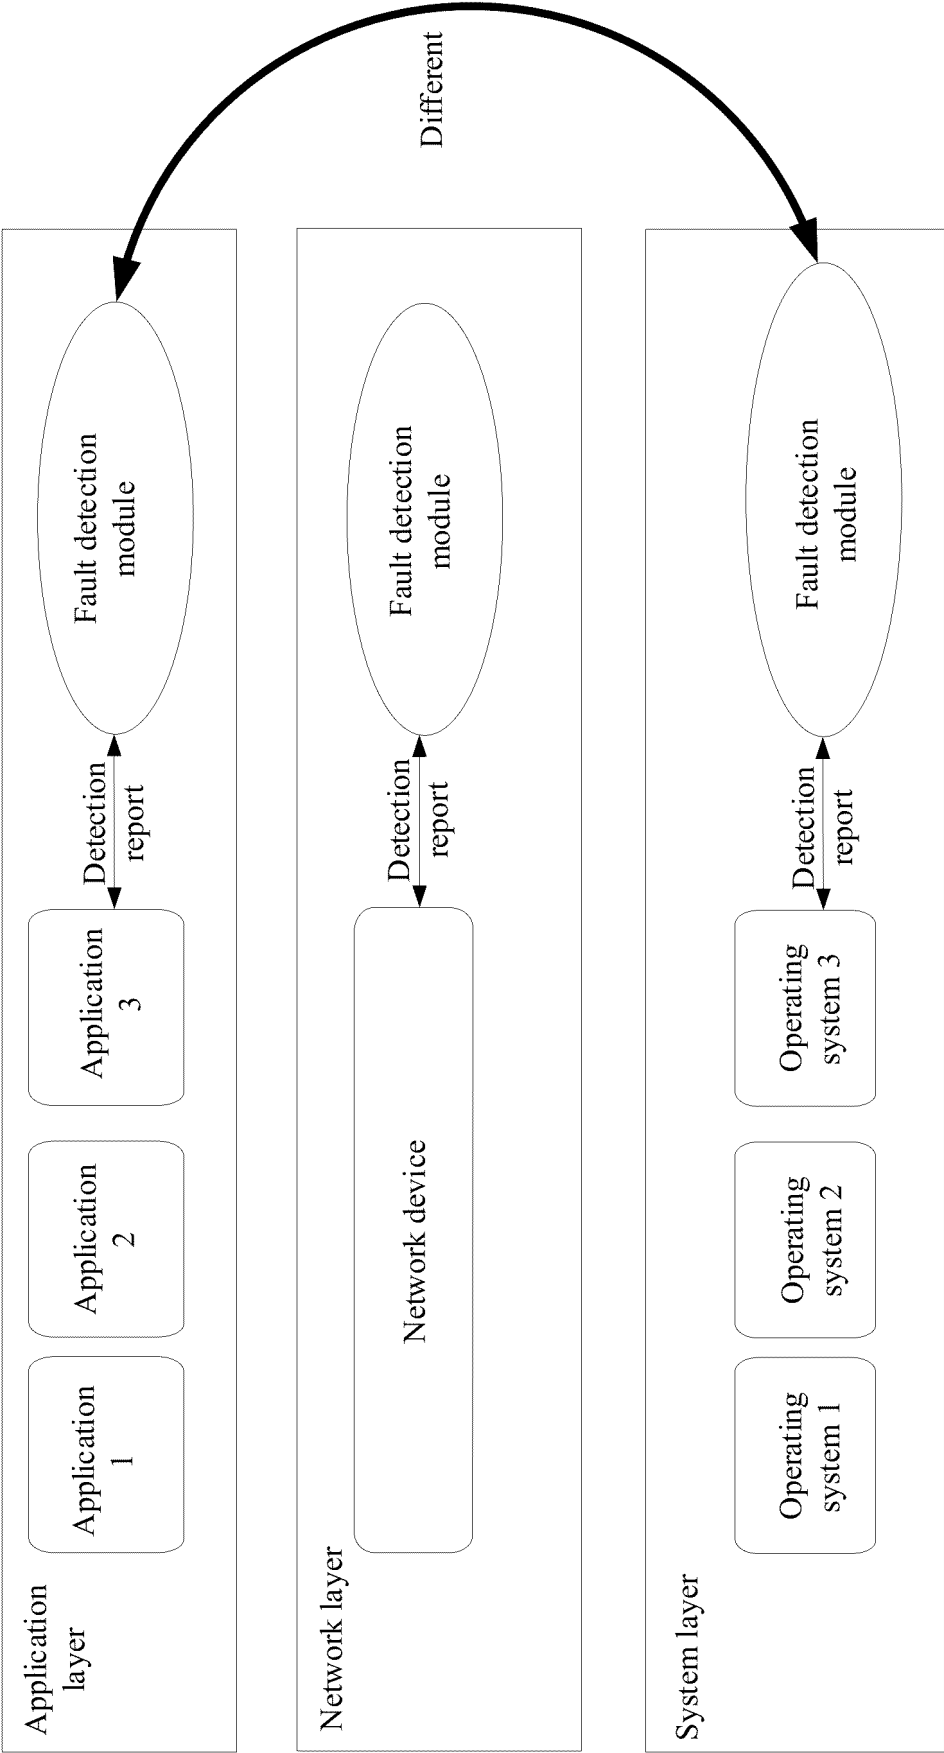 Application
layer
Application
1
Application
2
Application
3
Detection
report
Fault detection
module
Different
Network layer
Network device
Detection
report
Fault detection
module
System layer
Operating
system 1
Operating
system 2
Operating
system 3
Detection
report
Fault detection
module